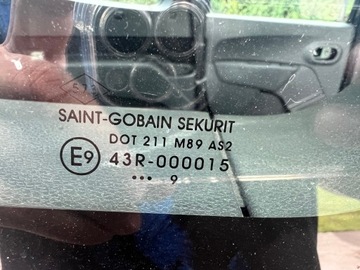 SAINT-GOBAIN SEKURIT
DOT 211 M89 AS2
E9 43R-000015
••• 9